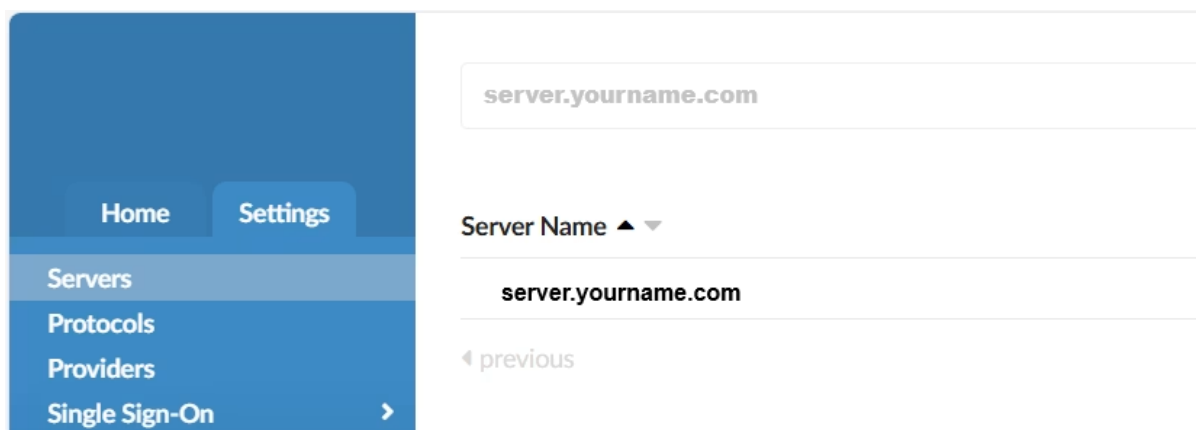 server.yourname.com
Home Settings
Server Name
Servers
server.yourname.com
Protocols
previous
Providers
Single Sign-On